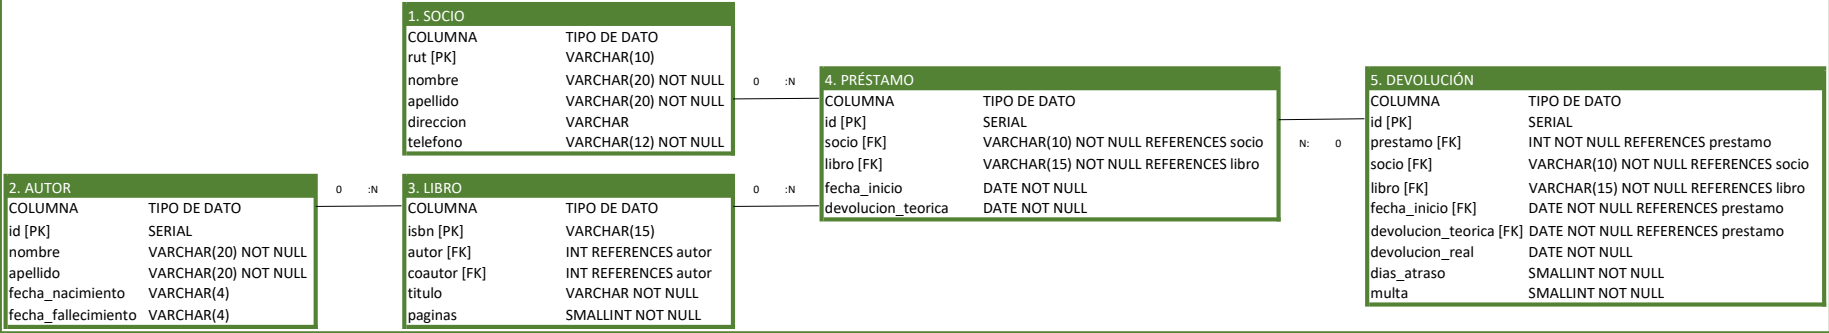 1. SOCIO
COLUMNA TIPO DE DATO
rut [PK] VARCHAR(10)
nombre VARCHAR(20) NOT NULL
apellido VARCHAR(20) NOT NULL
direccion VARCHAR
telefono VARCHAR(12) NOT NULL
0 :N
2. AUTOR
COLUMNA TIPO DE DATO
id [PK] SERIAL
nombre VARCHAR(20) NOT NULL
apellido VARCHAR(20) NOT NULL
fecha_nacimiento VARCHAR(4)
fecha_fallecimiento VARCHAR(4)
0 :N
3. LIBRO
COLUMNA TIPO DE DATO
isbn [PK] VARCHAR(15)
autor [FK] INT REFERENCES autor
coautor [FK] INT REFERENCES autor
titulo VARCHAR NOT NULL
paginas SMALLINT NOT NULL
0 :N
4. PRÉSTAMO
COLUMNA TIPO DE DATO
id [PK] SERIAL
socio [FK] VARCHAR(10) NOT NULL REFERENCES socio
libro [FK] VARCHAR(15) NOT NULL REFERENCES libro
fecha_inicio DATE NOT NULL
devolucion_teorica DATE NOT NULL
N: 0
5. DEVOLUCIÓN
COLUMNA TIPO DE DATO
id [PK] SERIAL
prestamo [FK] INT NOT NULL REFERENCES prestamo
socio [FK] VARCHAR(10) NOT NULL REFERENCES socio
libro [FK] VARCHAR(15) NOT NULL REFERENCES libro
fecha_inicio [FK] DATE NOT NULL REFERENCES prestamo
devolucion_teorica [FK] DATE NOT NULL REFERENCES prestamo
devolucion_real DATE NOT NULL
dias_atraso SMALLINT NOT NULL
multa SMALLINT NOT NULL